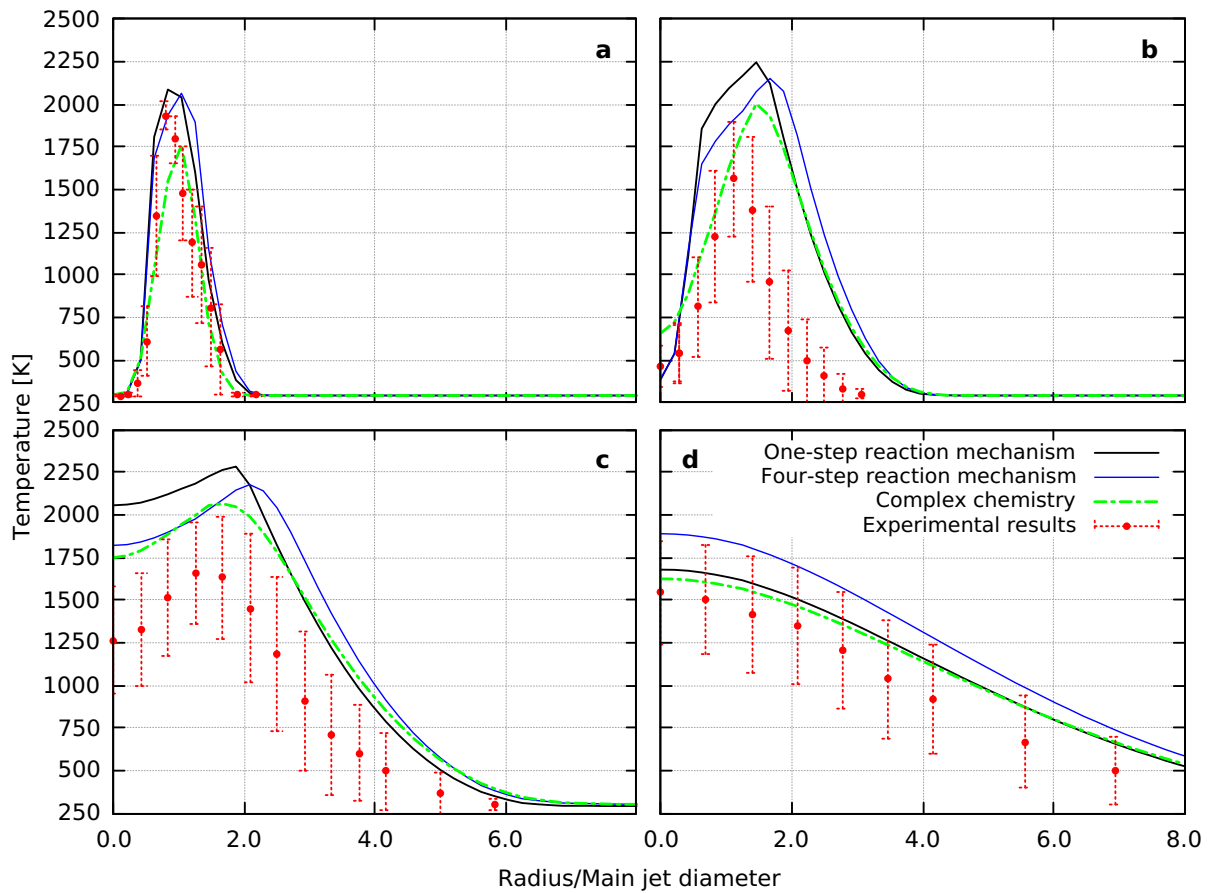 2500
2250
2000
1750
1500
1250
1000
750
500
250
a
b
Temperature [K]
2500
2250
2000
1750
1500
1250
1000
750
500
250
c
d
One-step reaction mechanism
Four-step reaction mechanism
Complex chemistry
Experimental results
0.0 2.0 4.0 6.0 0.0 2.0 4.0 6.0 8.0
Radius/Main jet diameter